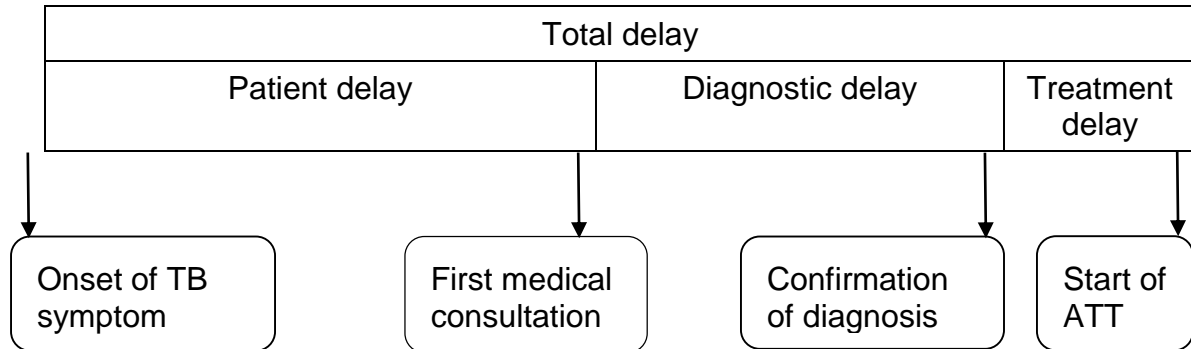 Total delay
Patient delay
Diagnostic delay
Treatment
delay
Onset of TB
symptom
First medical
consultation
Confirmation
of diagnosis
Start of
ATT